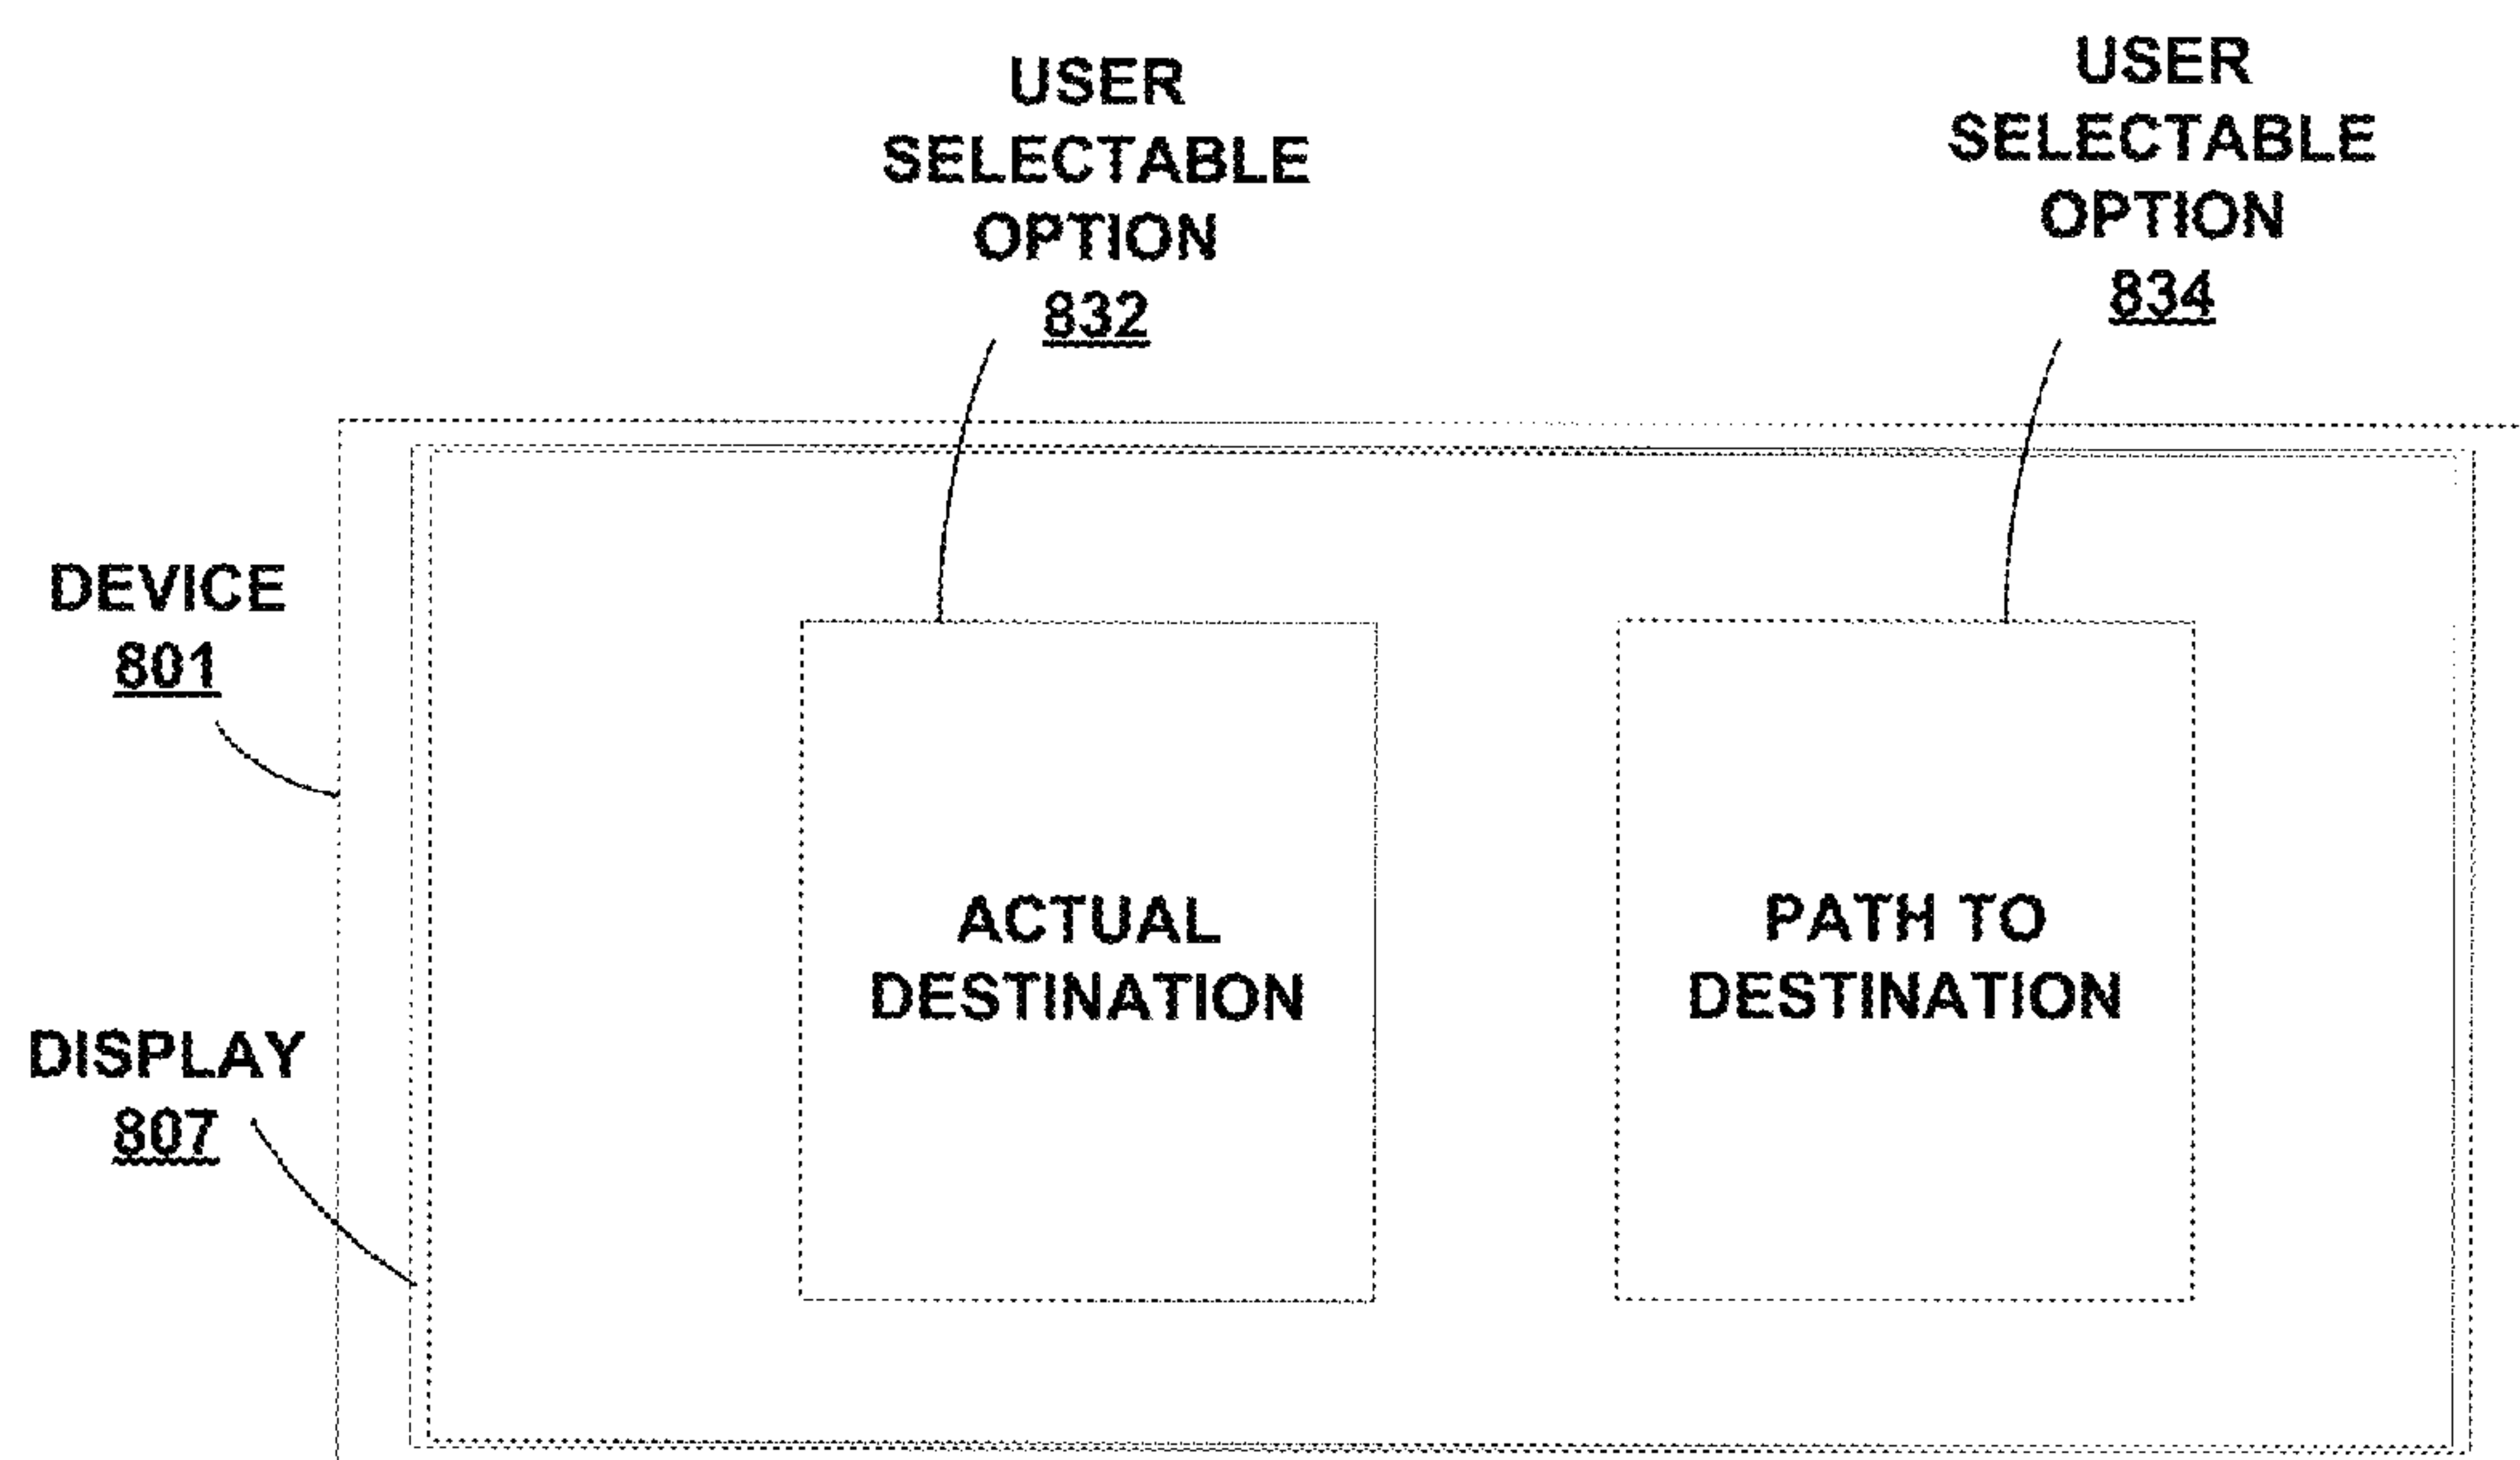 USER
SELECTABLE
OPTION
832
USER
SELECTABLE
OPTION
834
DEVICE
801
DISPLAY
807
ACTUAL
DESTINATION
PATH TO
DESTINATION